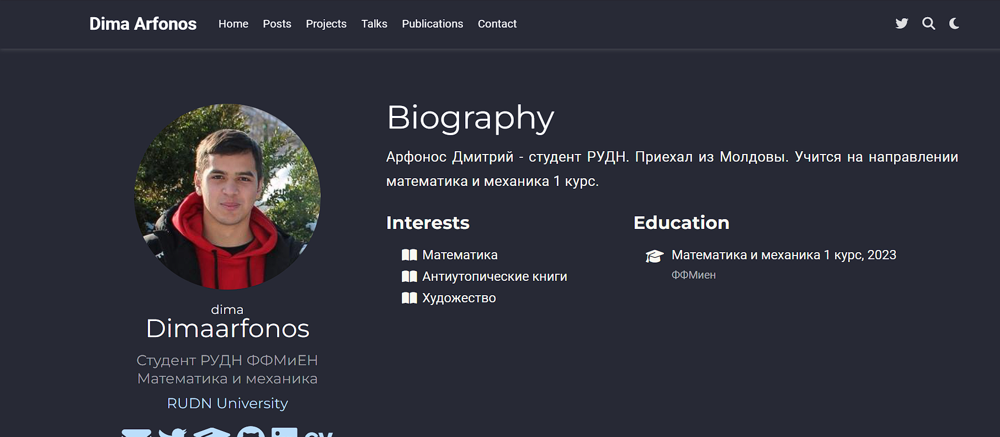 Dima Arfonos
Home
Posts
Projects
Talks
Publications
Contact
Biography
Арфонос Дмитрий - студент РУДН. Приехал из Молдовы. Учится на направлении
математика и механика 1 курс.
Interests
Математика
Антиутопические книги
Художество
Education
Математика и механика 1 курс, 2023
ФФМиен
dima
Dimaarfonos
Студент РУДН ФФМиЕН
Математика и механика
RUDN University